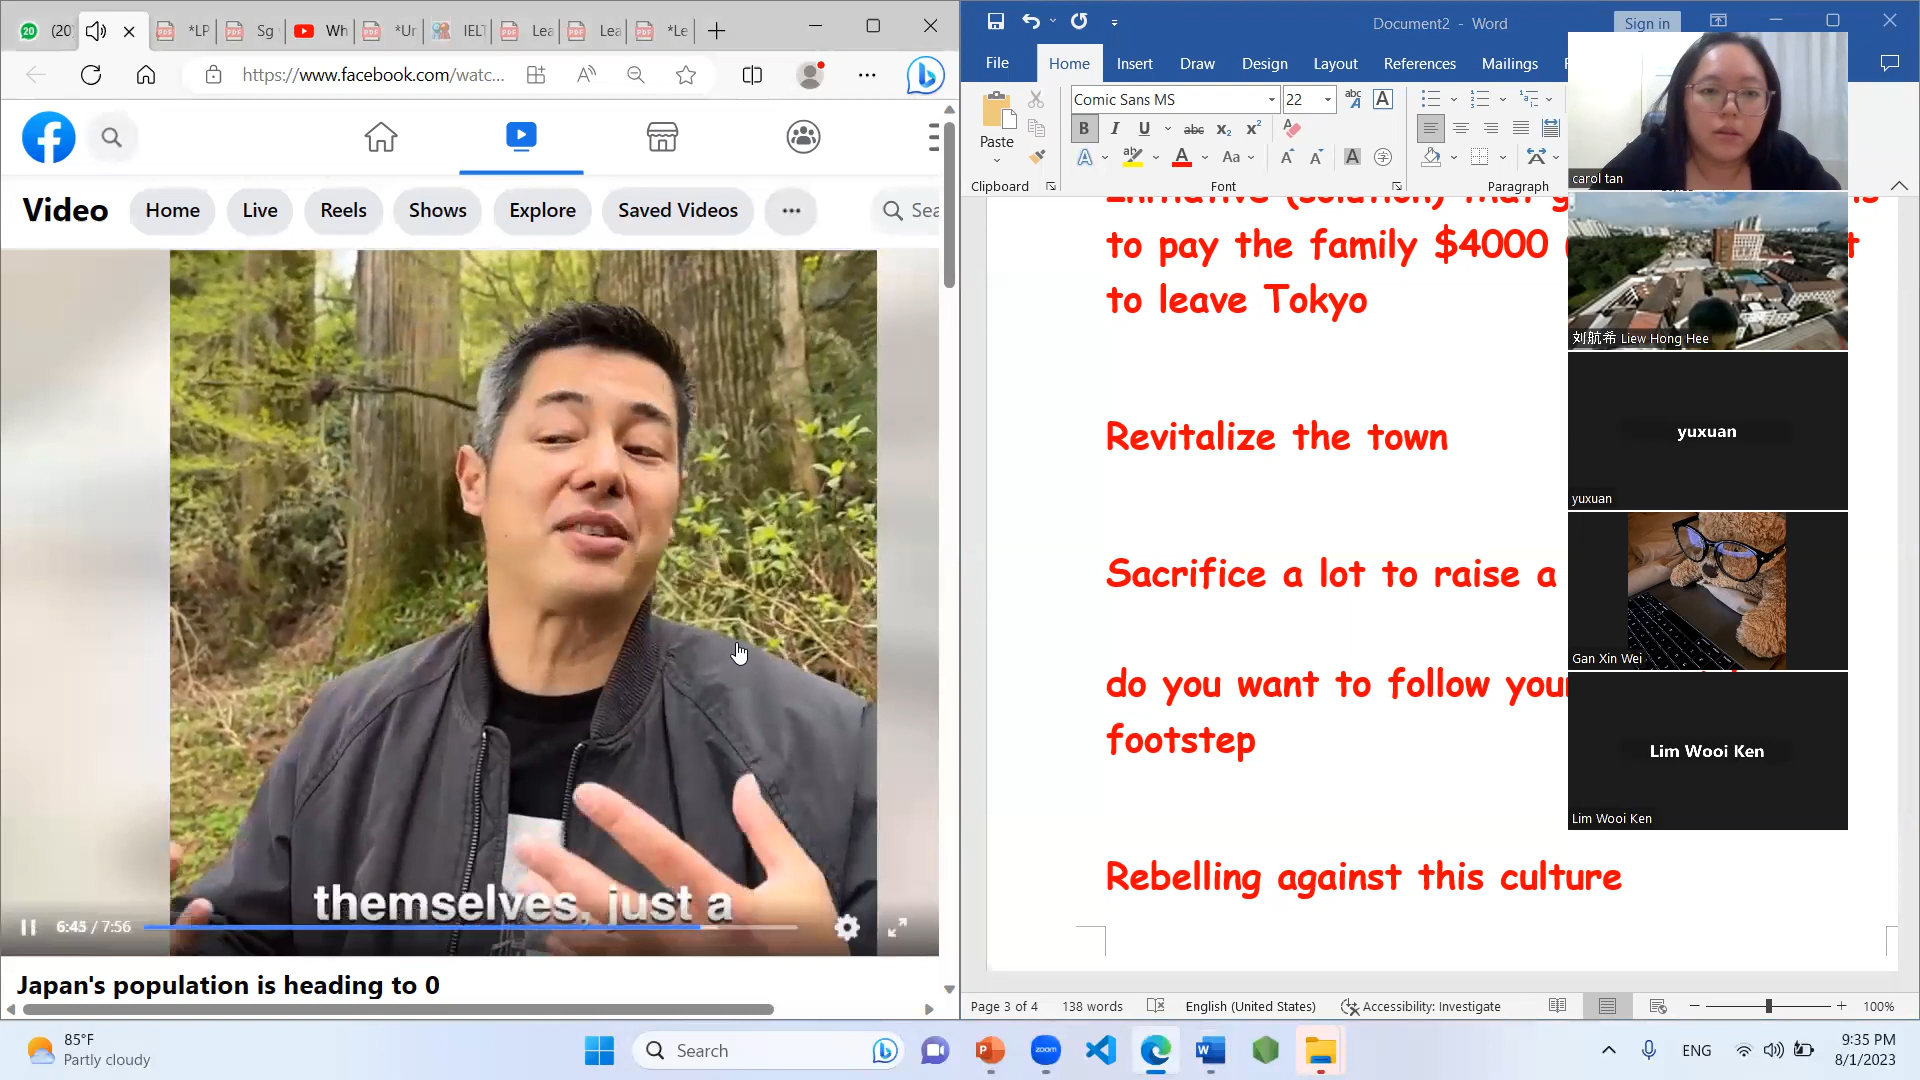 (20
*LP
Sg
Wh
*Ur
IEL
Lea
Lea
*Le
https://www.facebook.com/watc...
Video
Home
Live
Reels
Shows
Explore
Saved Videos
Sea
themselves, just a
6:45 / 7:56
Japan's population is heading to 0
Document2 - Word
Sign in
File
Home
Insert
Draw
Design
Layout
References
Mailings
Paste
Comic Sans MS
22
Clipboard
Font
Paragraph
to pay the family $4000
to leave Tokyo
Revitalize the town
Sacrifice a lot to raise a
do you want to follow your
footstep
Rebelling against this culture
carol tan
刘航希 Liew Hong Hee
yuxuan
yuxuan
Gan Xin Wei
Lim Wooi Ken
Lim Wooi Ken
Page 3 of 4
138 words
English (United States)
Accessibility: Investigate
100%
85°F
Partly cloudy
Search
zoom
ENG
9:35 PM
8/1/2023